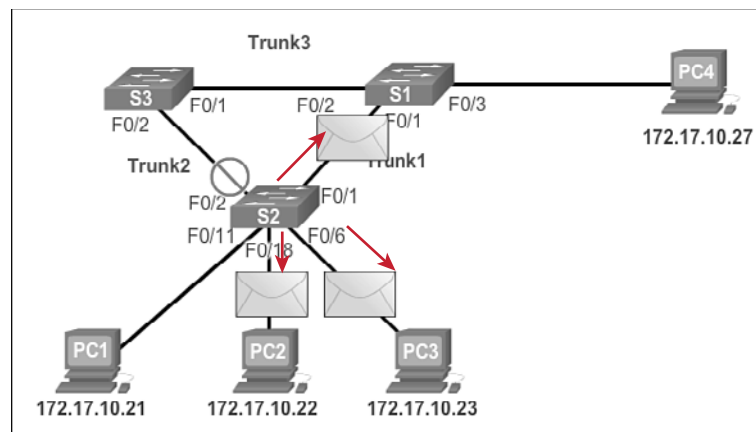 Trunk3
S3
S1
PC4
F0/1
F0/2
F0/3
F0/2
F0/1
172.17.10.27
Trunk2
Trunk1
F0/2
F0/1
S2
F0/11
F0/6
F0/18
PC1
PC2
PC3
172.17.10.21
172.17.10.22
172.17.10.23